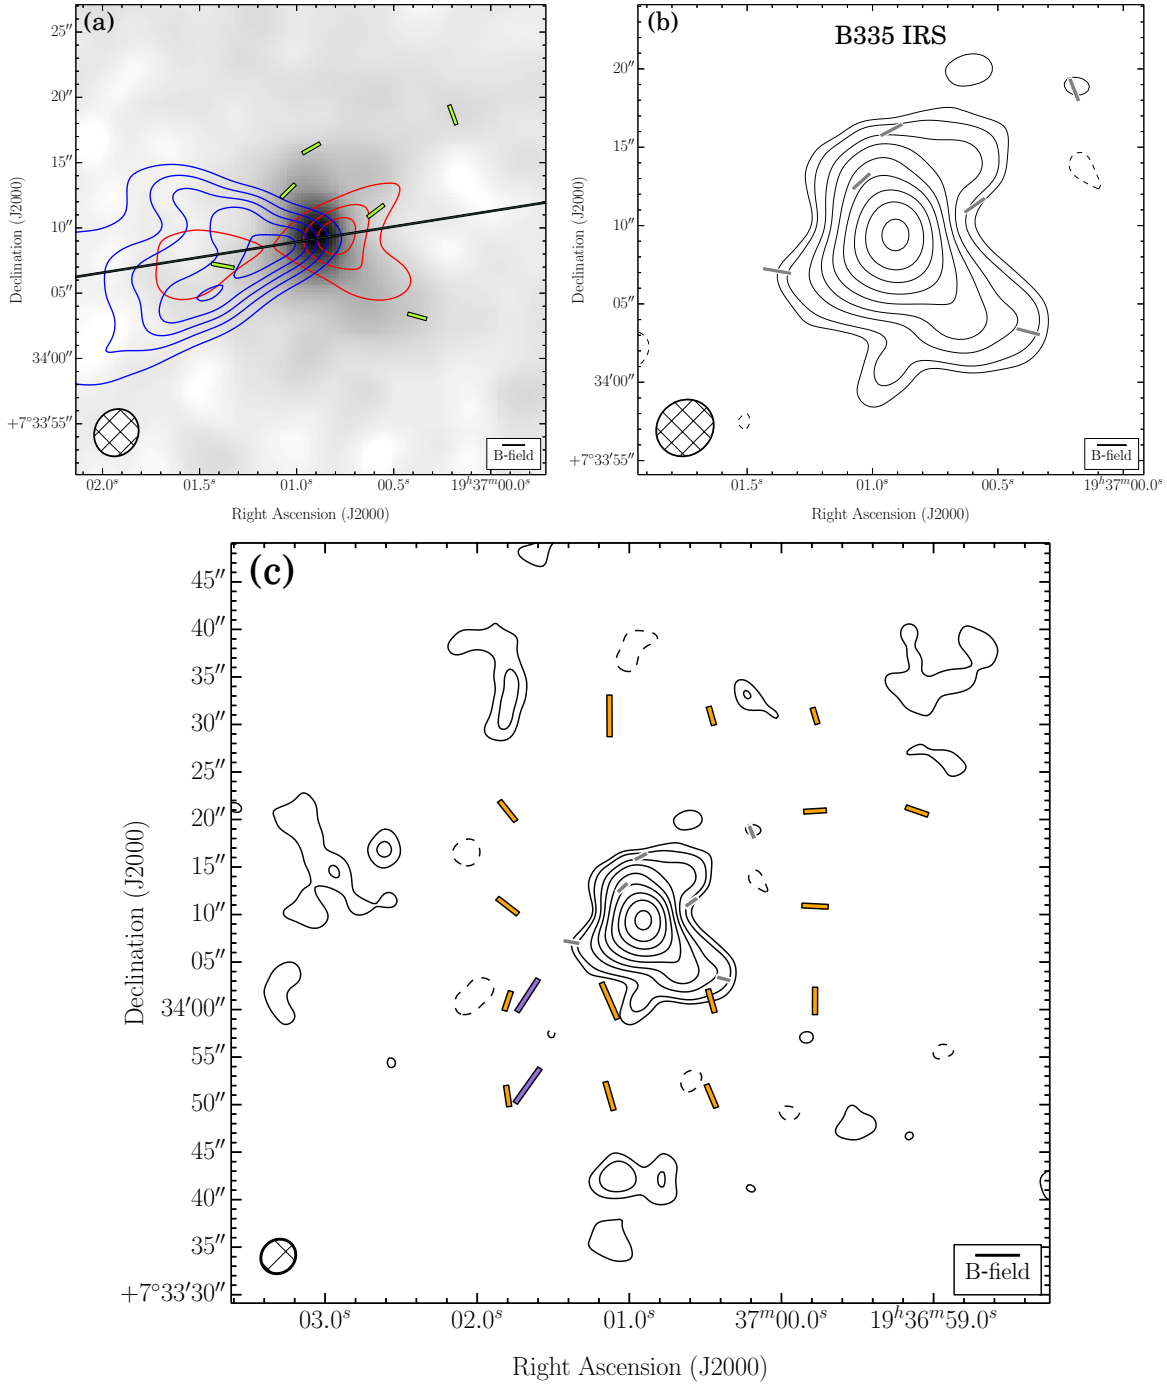 (a)
25″
20″
15″
10″
05″
34′00″
+7°33′55″
Declination (J2000)
B-field
02.0ˢ 01.5ˢ 01.0ˢ 00.5ˢ 19ʰ37ᵐ00.0ˢ
Right Ascension (J2000)
(b)
B335 IRS
20″
15″
10″
05″
34′00″
+7°33′55″
Declination (J2000)
B-field
01.5ˢ 01.0ˢ 00.5ˢ 19ʰ37ᵐ00.0ˢ
Right Ascension (J2000)
(c)
45″
40″
35″
30″
25″
20″
15″
10″
05″
34′00″
55″
50″
45″
40″
35″
+7°33′30″
Declination (J2000)
B-field
03.0ˢ 02.0ˢ 01.0ˢ 37ᵐ00.0ˢ 19ʰ36ᵐ59.0ˢ
Right Ascension (J2000)